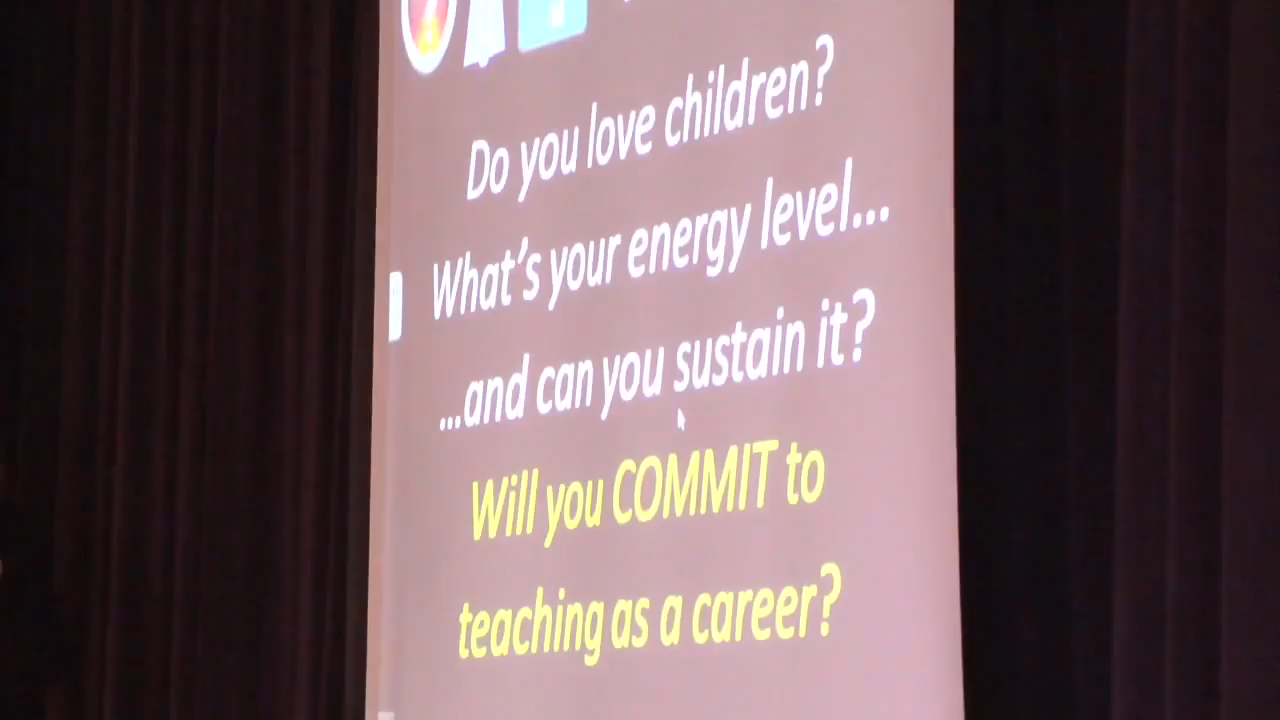 Do you love children?
What's your energy level...
...and can you sustain it?
Will you COMMIT to
teaching as a career?